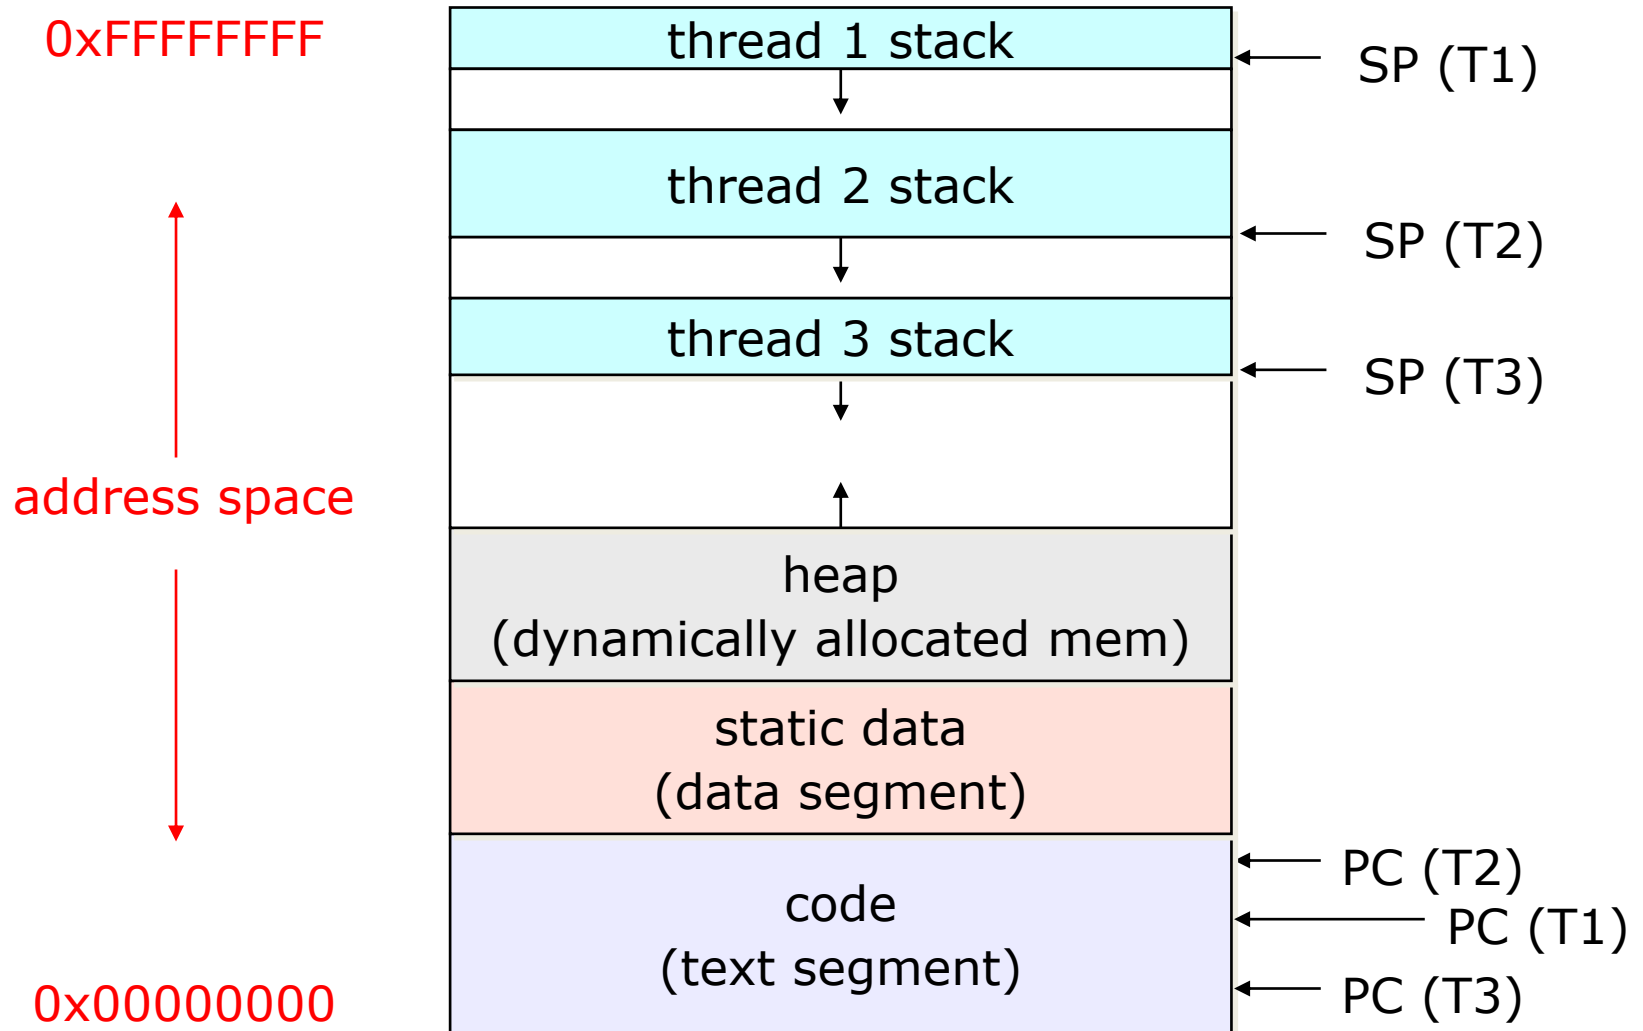 0xFFFFFFFF
thread 1 stack
SP (T1)
thread 2 stack
SP (T2)
thread 3 stack
SP (T3)
address space
heap
(dynamically allocated mem)
static data
(data segment)
PC (T2)
code
PC (T1)
(text segment)
PC (T3)
0x00000000